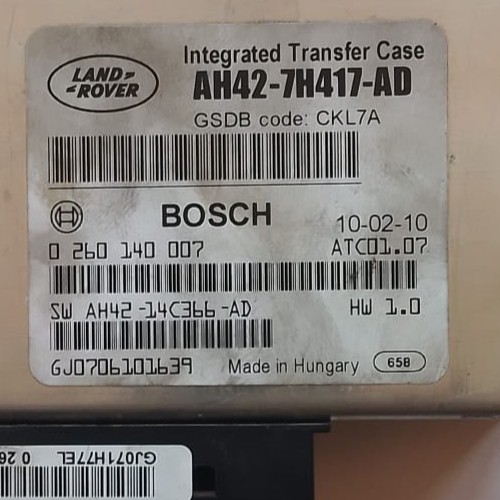 LAND ROVER
Integrated Transfer Case
AH42-7H417-AD
GSDB code: CKL7A
BOSCH
10-02-10
0 260 140 007
ATC01.07
SW AH42-14C366-AD
HW 1.0
GJ0706101639
Made in Hungary
658
GJ071H77EL
0 26